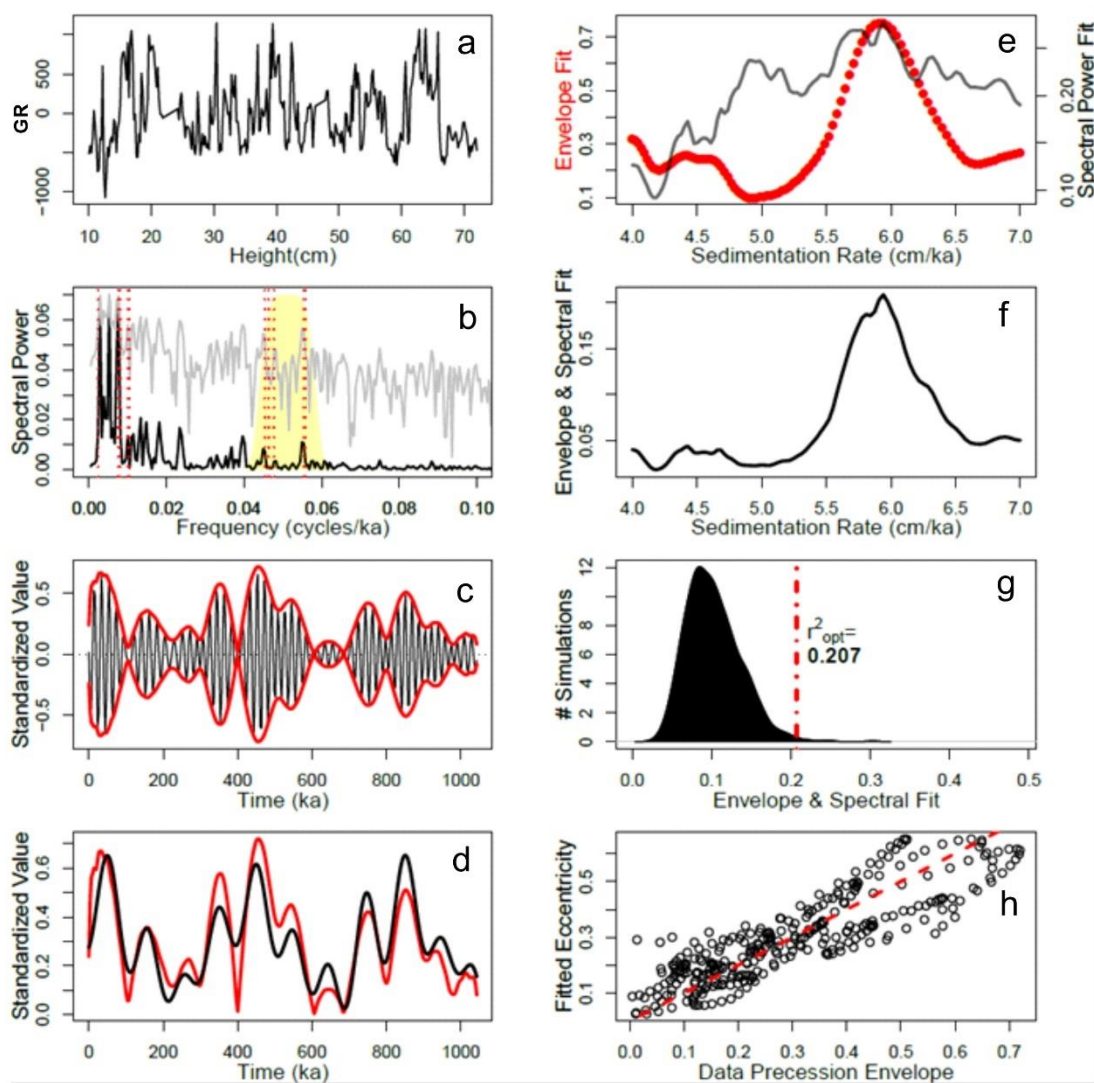 a
GR
500
0
−1000
10 20 30 40 50 60 70
Height(cm)
e
Envelope Fit
0.7
0.5
0.3
0.1
Spectral Power Fit
0.20
0.10
4.0 4.5 5.0 5.5 6.0 6.5 7.0
Sedimentation Rate (cm/ka)
b
Spectral Power
0.06
0.04
0.02
0.00
0.00 0.02 0.04 0.06 0.08 0.10
Frequency (cycles/ka)
f
Envelope & Spectral Fit
0.15
0.05
4.0 4.5 5.0 5.5 6.0 6.5 7.0
Sedimentation Rate (cm/ka)
c
Standardized Value
0.5
0.0
−0.5
0 200 400 600 800 1000
Time (ka)
g
# Simulations
12
8
6
4
2
0
r²opt=
0.207
0.0 0.1 0.2 0.3 0.4 0.5
Envelope & Spectral Fit
d
Standardized Value
0.6
0.4
0.2
0.0
0 200 400 600 800 1000
Time (ka)
h
Fitted Eccentricity
0.5
0.3
0.1
0.0 0.1 0.2 0.3 0.4 0.5 0.6 0.7
Data Precession Envelope